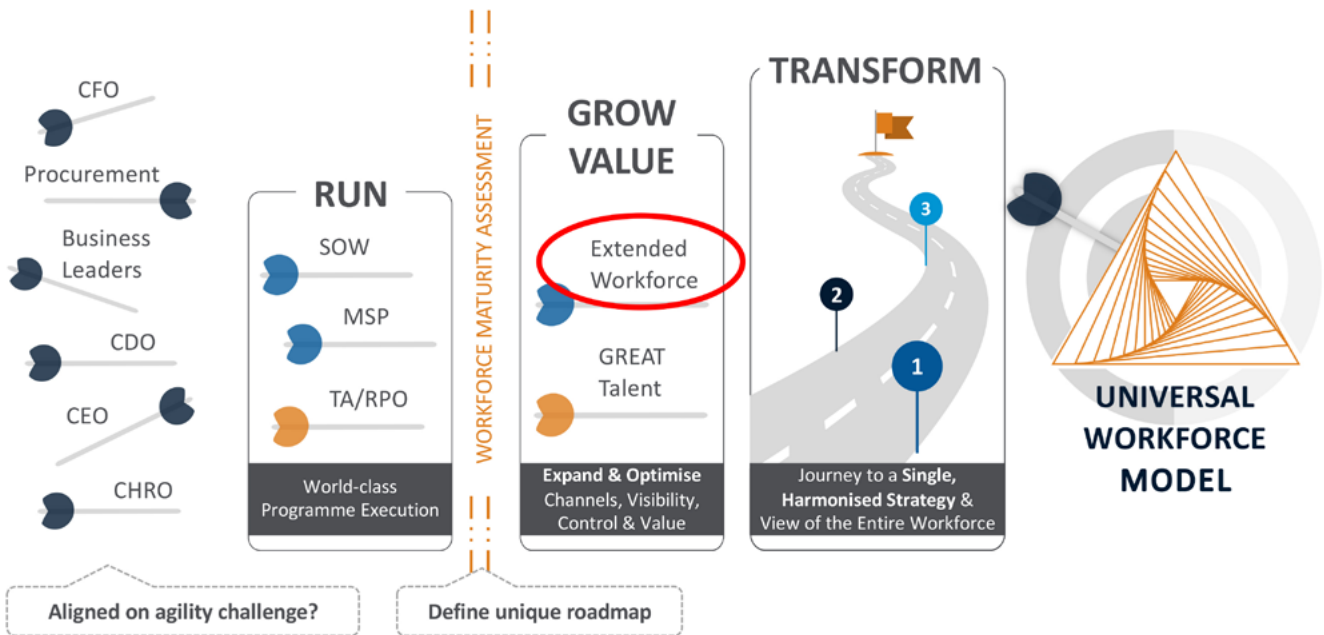 CFO
Procurement
Business
Leaders
CDO
CEO
CHRO
Aligned on agility challenge?
RUN
SOW
MSP
TA/RPO
World-class
Programme Execution
WORKFORCE MATURITY ASSESSMENT
Define unique roadmap
GROW
VALUE
Extended
Workforce
GREAT
Talent
Expand & Optimise
Channels, Visibility,
Control & Value
TRANSFORM
3
2
1
Journey to a Single,
Harmonised Strategy &
View of the Entire Workforce
UNIVERSAL
WORKFORCE
MODEL